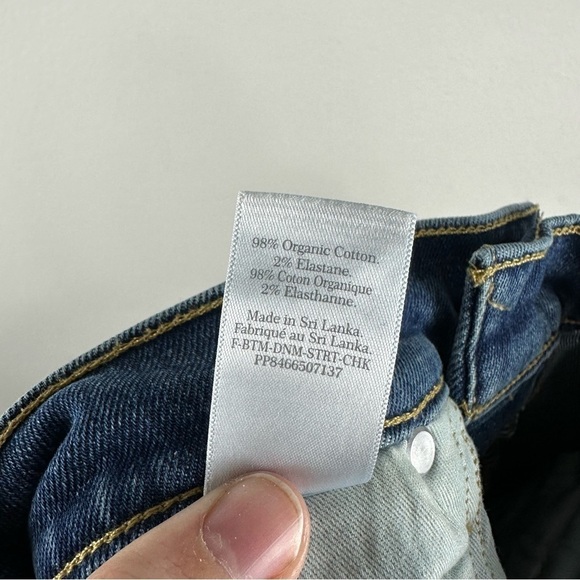 98% Organic Cotton.
2% Elastane.
98% Coton Organique
2% Elastharine.
Made in Sri Lanka.
Fabriqué au Sri Lanka.
F-BTM-DNM-STRT-CHK
PP8466507137